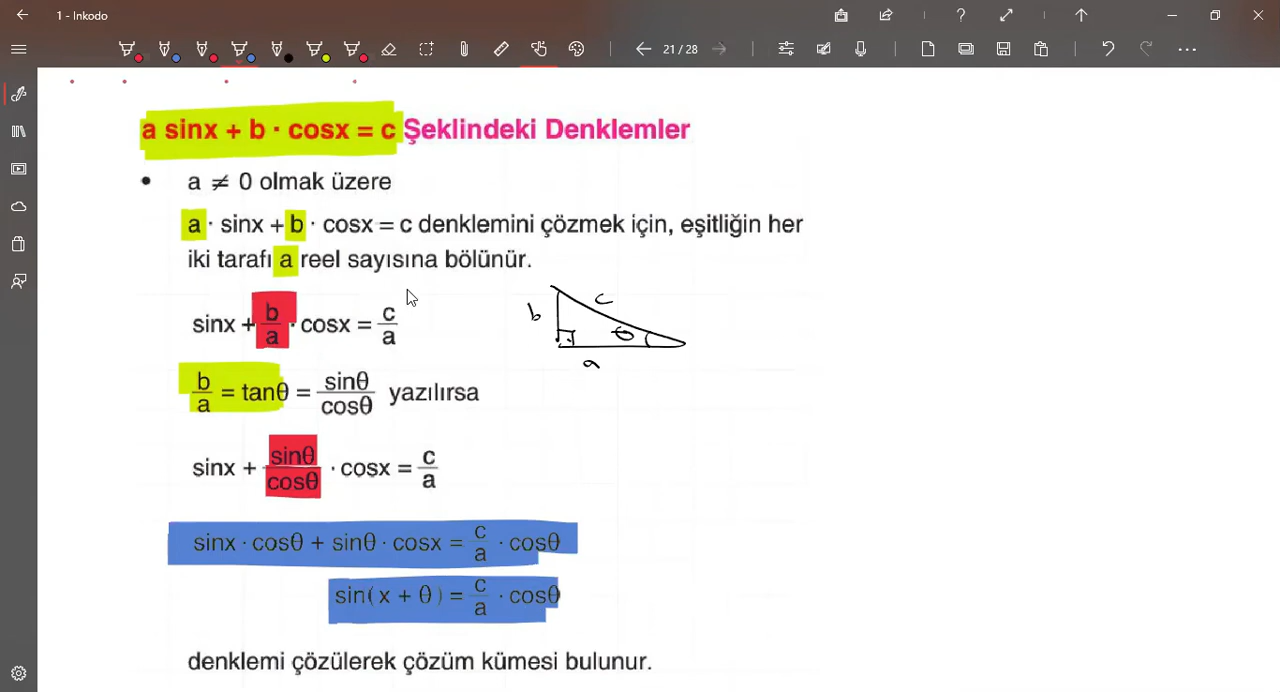 1 - Inkodo
21 / 28
a sinx + b · cosx = c Şeklindeki Denklemler
• a ≠ 0 olmak üzere
a · sinx + b · cosx = c denklemini çözmek için, eşitliğin her
iki tarafı a reel sayısına bölünür.
sinx + b/a · cosx = c/a
b c
θ
a
b/a = tanθ = sinθ/cosθ yazılırsa
sinx + sinθ/cosθ · cosx = c/a
sinx · cosθ + sinθ · cosx = c/a · cosθ
sin(x + θ) = c/a · cosθ
denklemi çözülerek çözüm kümesi bulunur.